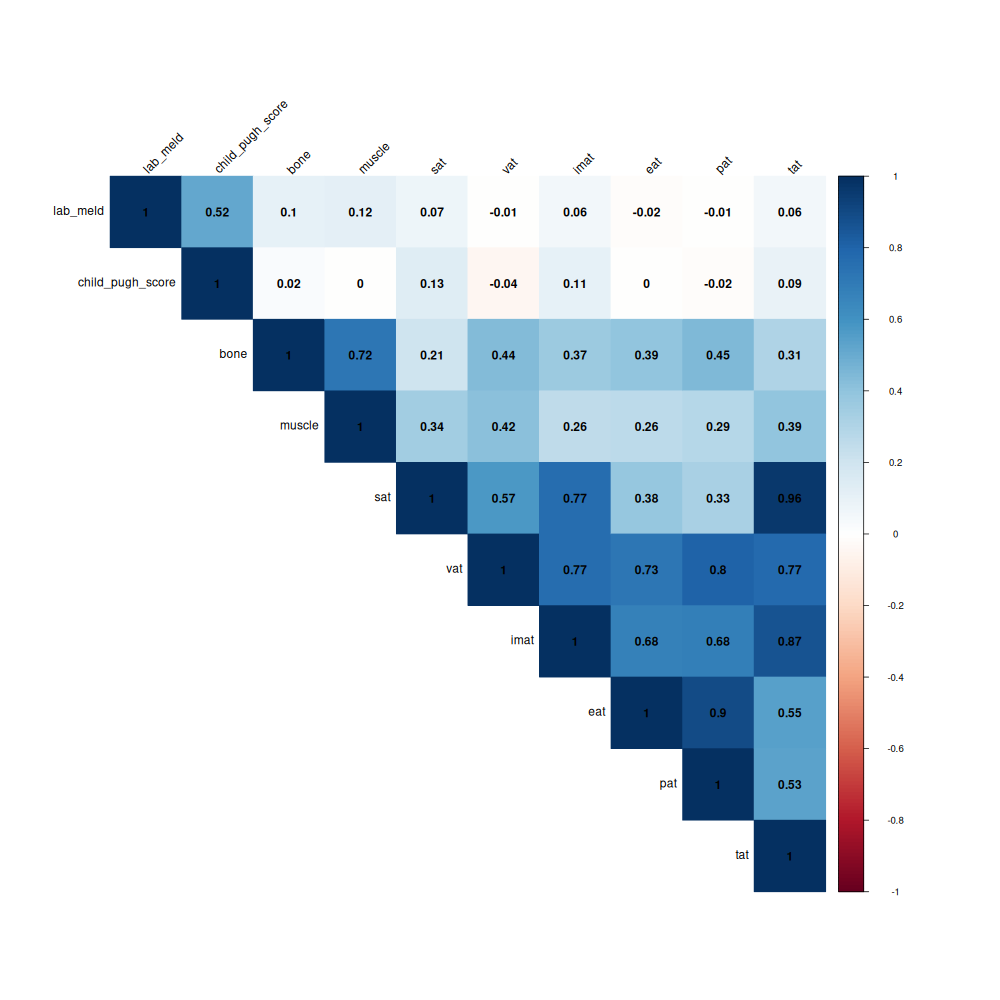 lab_meld child_pugh_score bone muscle sat vat imat eat pat tat
lab_meld 1 0.52 0.1 0.12 0.07 -0.01 0.06 -0.02 -0.01 0.06
child_pugh_score 1 0.02 0 0.13 -0.04 0.11 0 -0.02 0.09
bone 1 0.72 0.21 0.44 0.37 0.39 0.45 0.31
muscle 1 0.34 0.42 0.26 0.26 0.29 0.39
sat 1 0.57 0.77 0.38 0.33 0.96
vat 1 0.77 0.73 0.8 0.77
imat 1 0.68 0.68 0.87
eat 1 0.9 0.55
pat 1 0.53
tat 1
1
0.8
0.6
0.4
0.2
0
-0.2
-0.4
-0.6
-0.8
-1